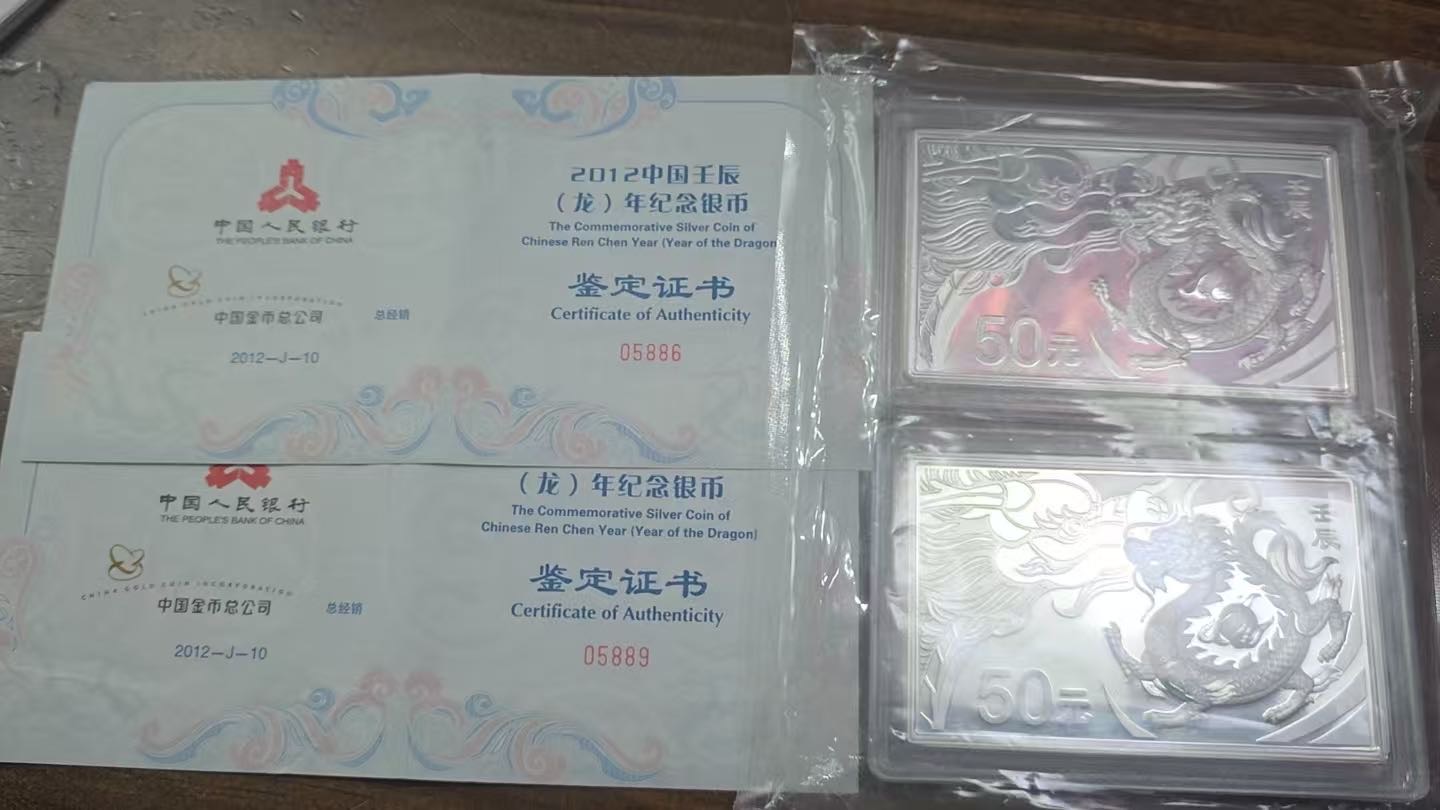 中国人民银行
THE PEOPLE'S BANK OF CHINA
CHINA GOLD COIN INCORPORATION
中国金币总公司
总经销
2012-J-10
2012中国壬辰
（龙）年纪念银币
The Commemorative Silver Coin of
Chinese Ren Chen Year (Year of the Dragon
鉴定证书
Certificate of Authenticity
05886
中国人民银行
THE PEOPLE'S BANK OF CHINA
CHINA GOLD COIN INCORPORATION
中国金币总公司
总经销
2012-J-10
（龙）年纪念银币
The Commemorative Silver Coin of
Chinese Ren Chen Year (Year of the Dragon)
鉴定证书
Certificate of Authenticity
05889
壬辰
50元
壬辰
50元